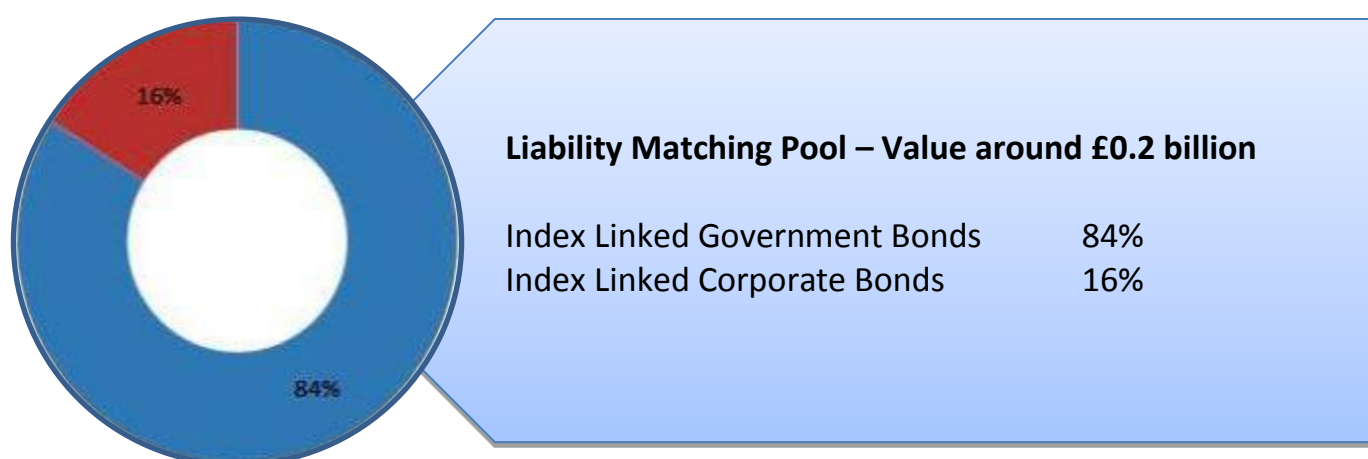 16%
84%
Liability Matching Pool – Value around £0.2 billion
Index Linked Government Bonds 84%
Index Linked Corporate Bonds 16%